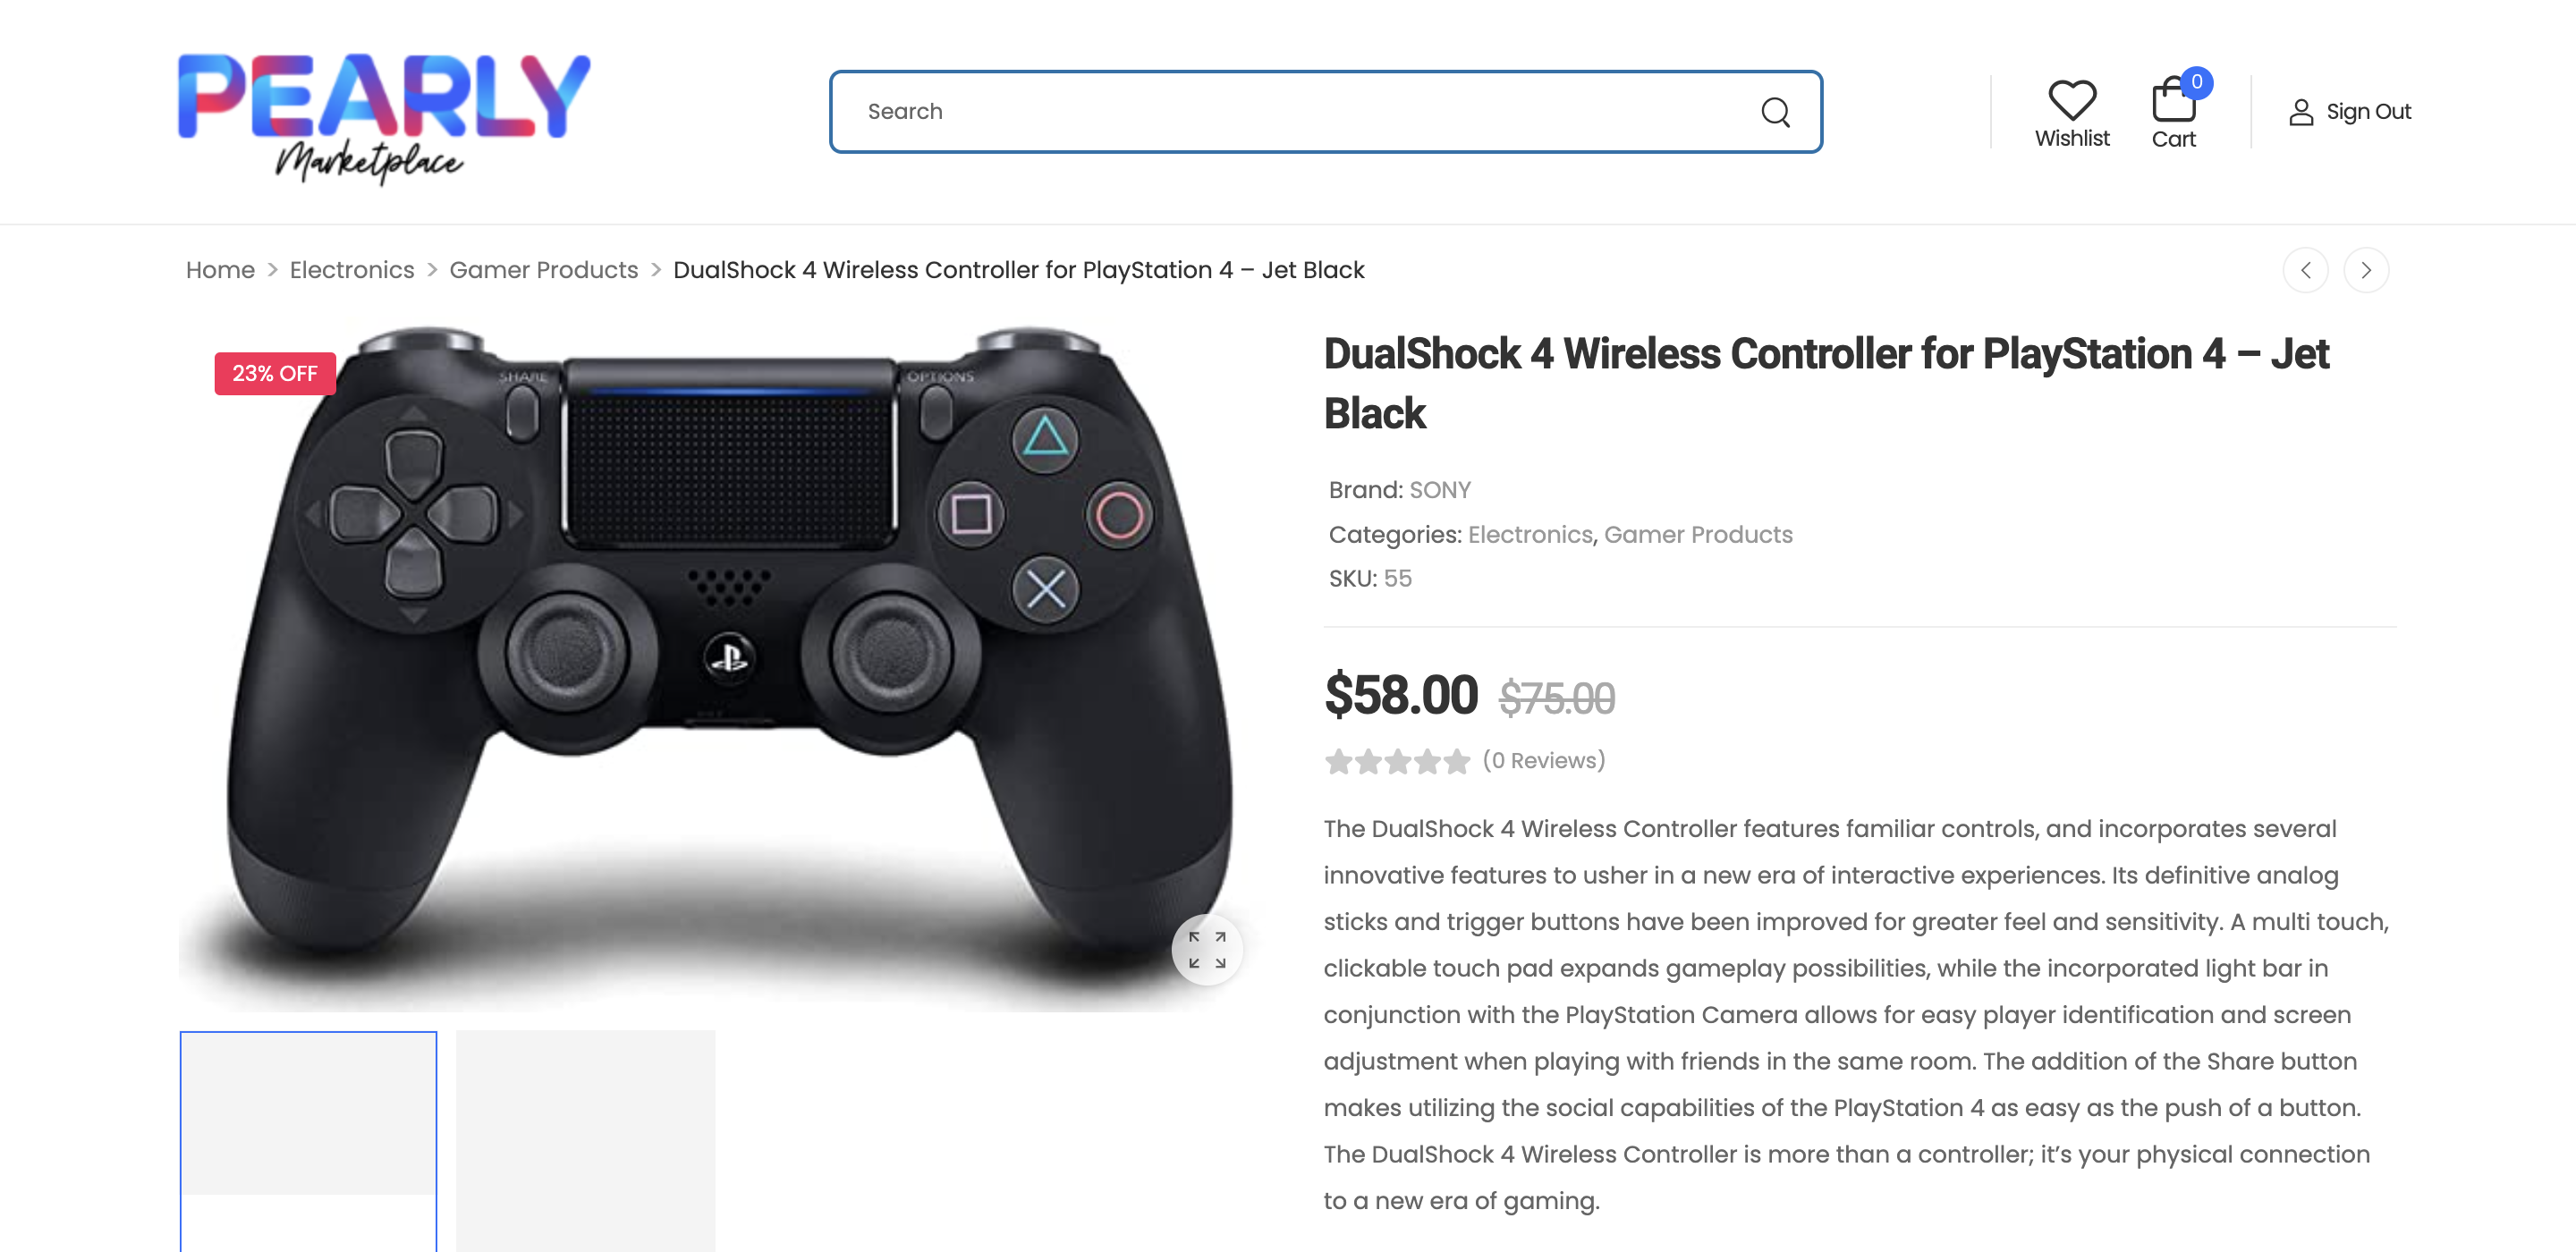 PEARLY
Marketplace
Search
0
Wishlist
Cart
Sign Out
Home > Electronics > Gamer Products > DualShock 4 Wireless Controller for PlayStation 4 – Jet Black
23% OFF
SHARE
OPTIONS
DualShock 4 Wireless Controller for PlayStation 4 – Jet
Black
Brand: SONY
Categories: Electronics, Gamer Products
SKU: 55
$58.00 $75.00
(0 Reviews)
The DualShock 4 Wireless Controller features familiar controls, and incorporates several
innovative features to usher in a new era of interactive experiences. Its definitive analog
sticks and trigger buttons have been improved for greater feel and sensitivity. A multi touch,
clickable touch pad expands gameplay possibilities, while the incorporated light bar in
conjunction with the PlayStation Camera allows for easy player identification and screen
adjustment when playing with friends in the same room. The addition of the Share button
makes utilizing the social capabilities of the PlayStation 4 as easy as the push of a button.
The DualShock 4 Wireless Controller is more than a controller; it’s your physical connection
to a new era of gaming.